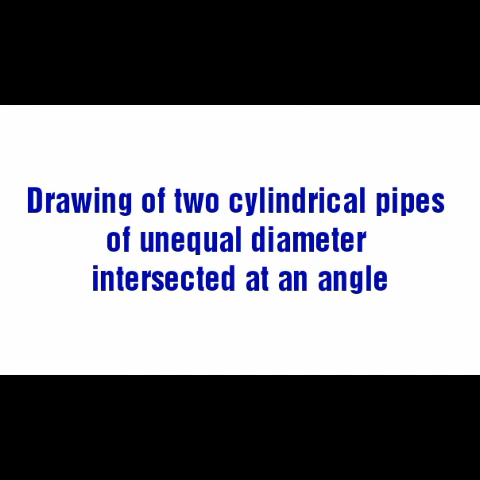 Drawing of two cylindrical pipes
of unequal diameter
intersected at an angle